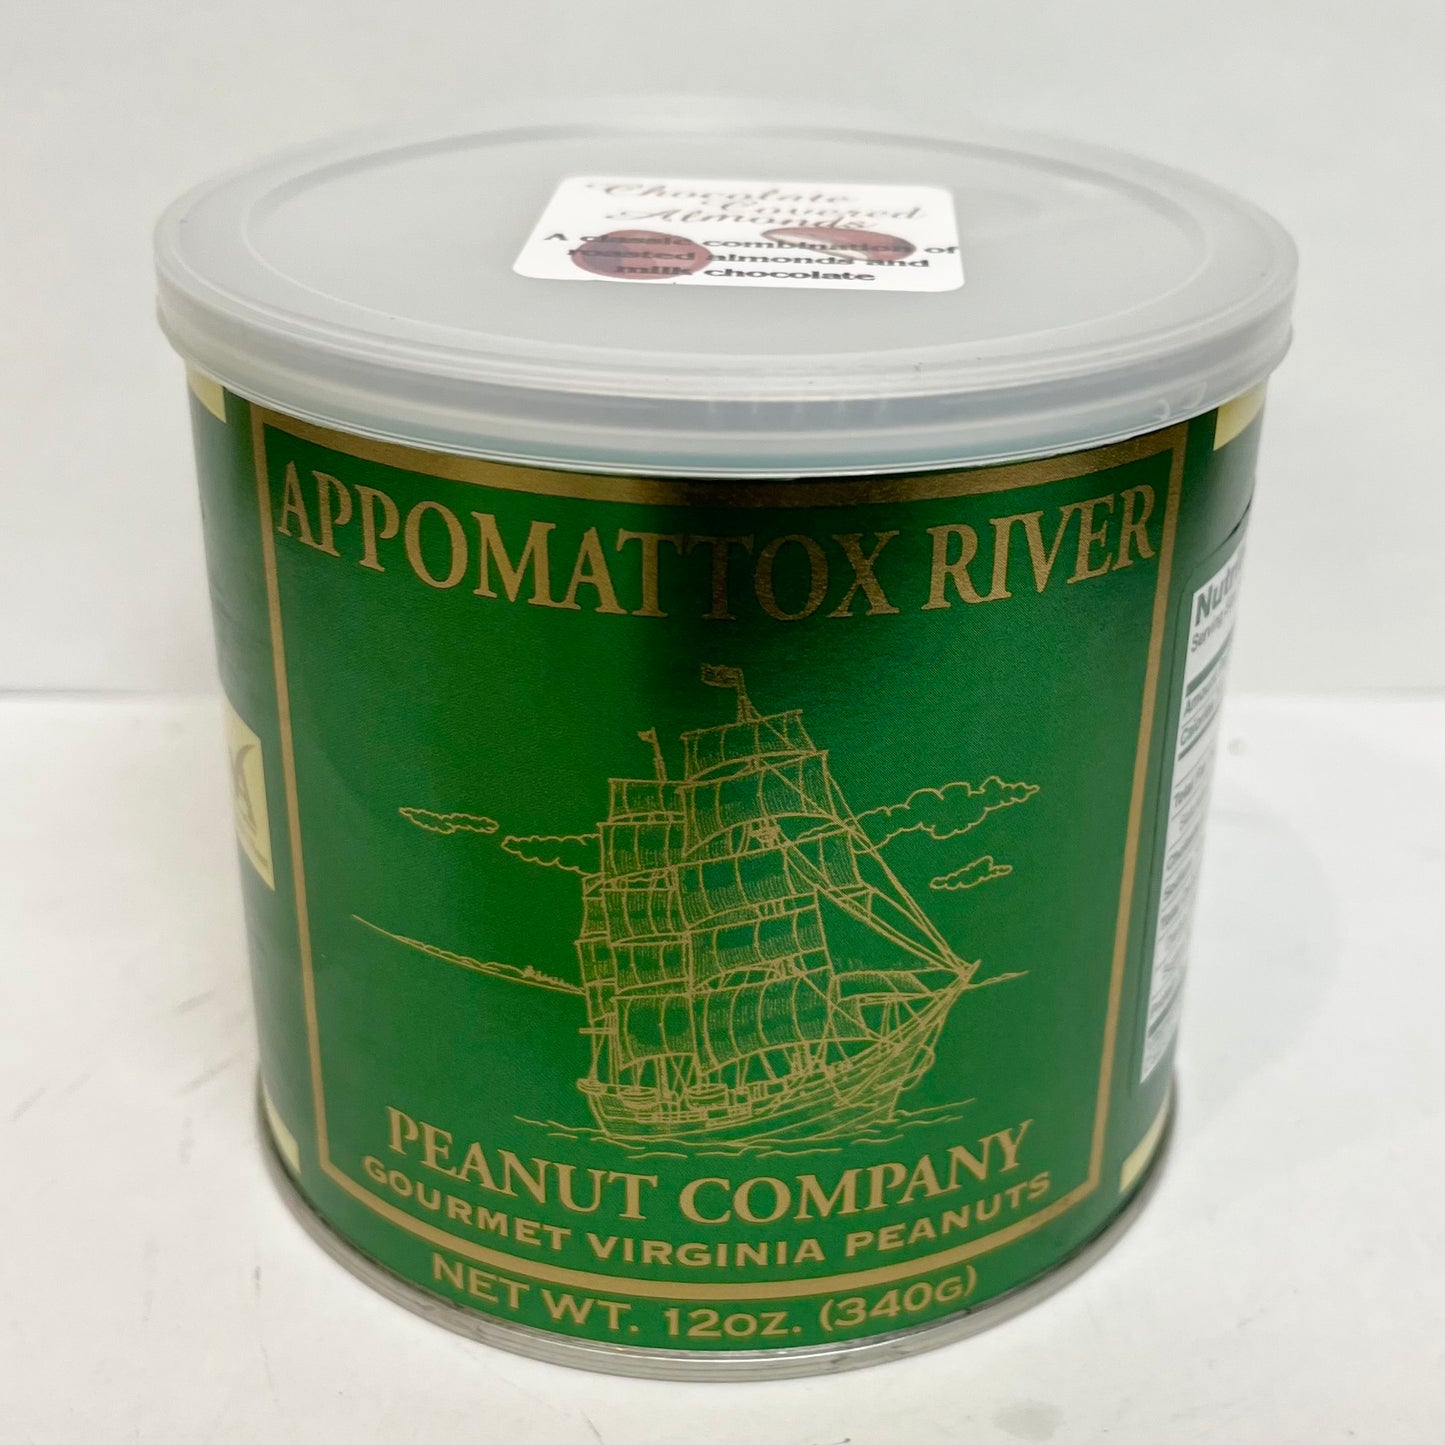 Chocolate
Covered
Almonds
A classic combination of
roasted almonds and
milk chocolate
APPOMATTOX RIVER
PEANUT COMPANY
GOURMET VIRGINIA PEANUTS
NET WT. 12OZ. (340G)